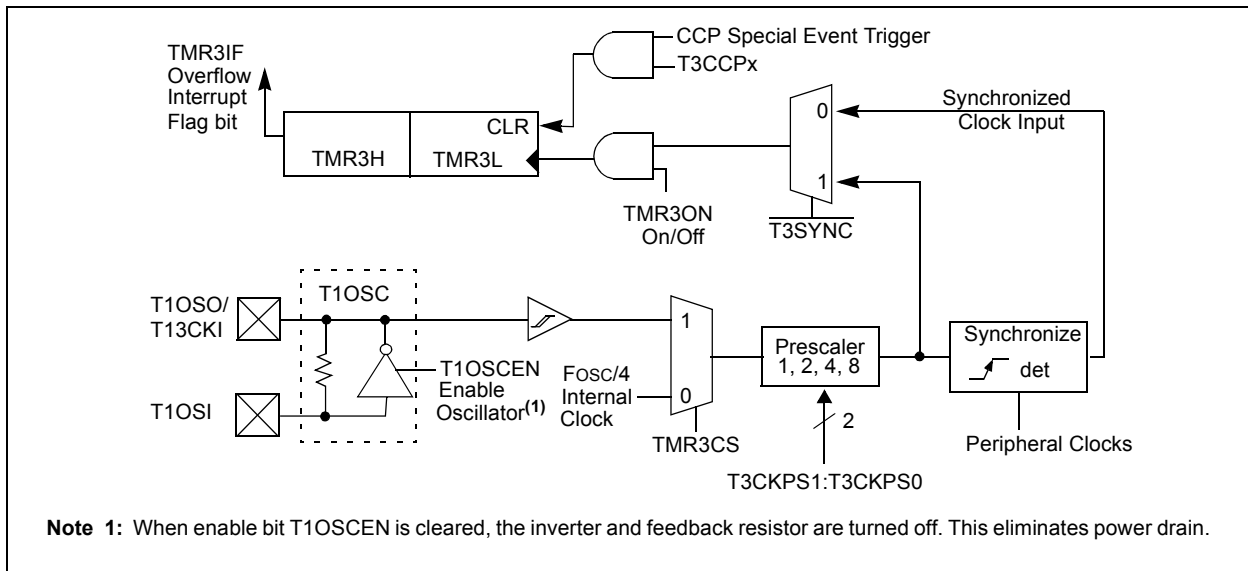 CCP Special Event Trigger
T3CCPx
TMR3IF
Overflow
Interrupt
Flag bit
CLR
TMR3H
TMR3L
TMR3ON
On/Off
0
1
T3SYNC
Synchronized
Clock Input
T1OSO/
T13CKI
T1OSI
T1OSC
T1OSCEN
Enable
Oscillator(1)
FOSC/4
Internal
Clock
1
0
TMR3CS
Prescaler
1, 2, 4, 8
2
T3CKPS1:T3CKPS0
Synchronize
det
Peripheral Clocks
Note 1: When enable bit T1OSCEN is cleared, the inverter and feedback resistor are turned off. This eliminates power drain.